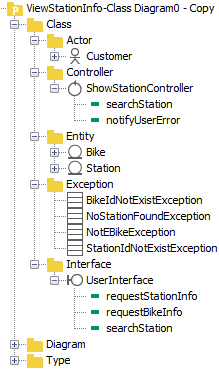 ViewStationInfo-Class Diagram0 - Copy
Class
Actor
Customer
Controller
ShowStationController
searchStation
notifyUserError
Entity
Bike
Station
Exception
BikeIdNotExistException
NoStationFoundException
NotEBikeException
StationIdNotExistException
Interface
UserInterface
requestStationInfo
requestBikeInfo
searchStation
Diagram
Type